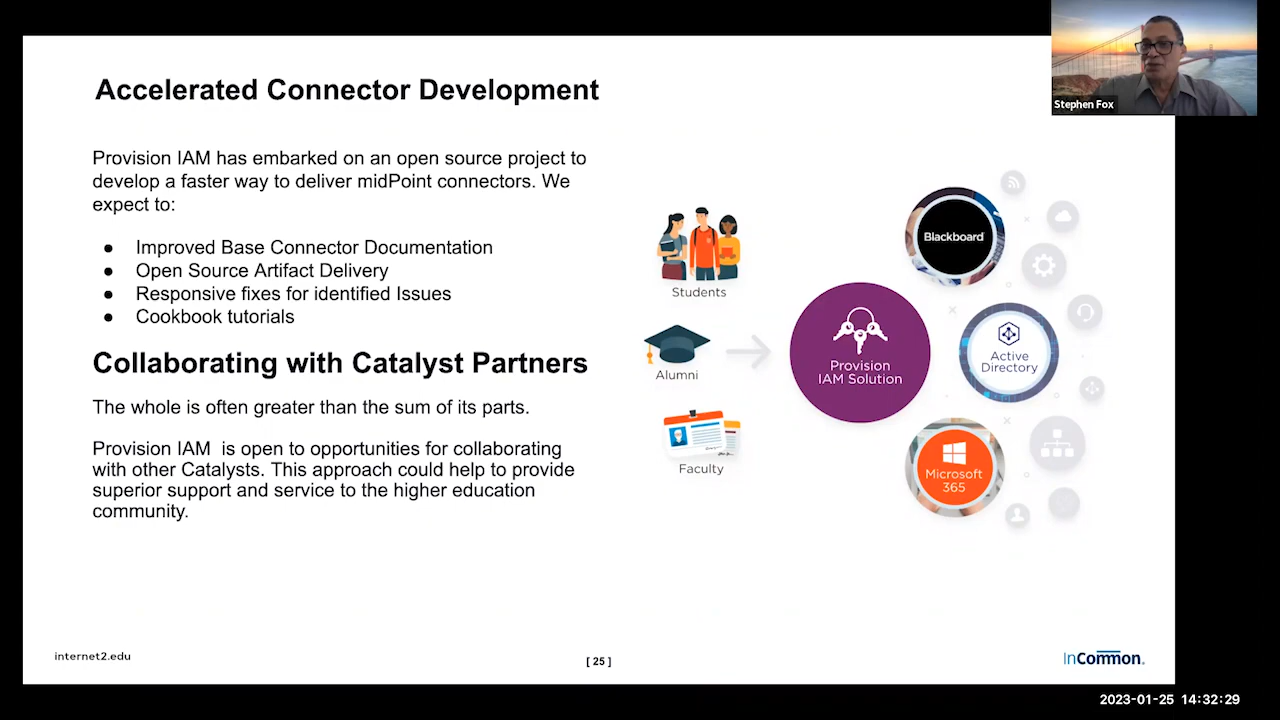 Stephen Fox
Accelerated Connector Development
Provision IAM has embarked on an open source project to
develop a faster way to deliver midPoint connectors. We
expect to:
● Improved Base Connector Documentation
● Open Source Artifact Delivery
● Responsive fixes for identified Issues
● Cookbook tutorials
Collaborating with Catalyst Partners
The whole is often greater than the sum of its parts.
Provision IAM  is open to opportunities for collaborating
with other Catalysts. This approach could help to provide
superior support and service to the higher education
community.
Students
Alumni
Faculty
Provision
IAM Solution
Blackboard
Active
Directory
Microsoft
365
internet2.edu
[ 25 ]
InCommon.
2023-01-25 14:32:29